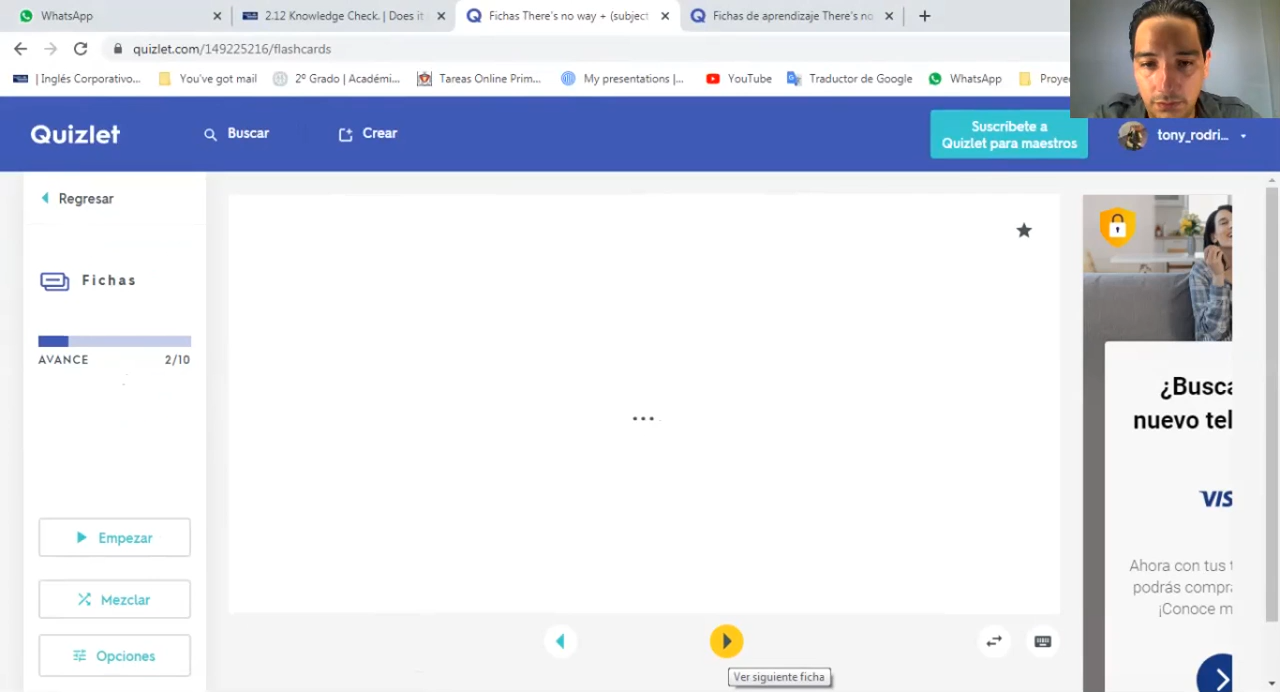 WhatsApp
2.12 Knowledge Check. | Does it
Fichas There's no way + (subject
Fichas de aprendizaje There's no
quizlet.com/149225216/flashcards
| Inglés Corporativo...
You've got mail
2º Grado | Académi...
Tareas Online Prim...
My presentations |...
YouTube
Traductor de Google
WhatsApp
Proye
Quizlet
Buscar
Crear
Suscríbete a
Quizlet para maestros
tony_rodri...
Regresar
Fichas
AVANCE 2/10
...
Empezar
Mezclar
Opciones
Ver siguiente ficha
¿Busca
nuevo tel
VIS
Ahora con tus t
podrás compra
¡Conoce m